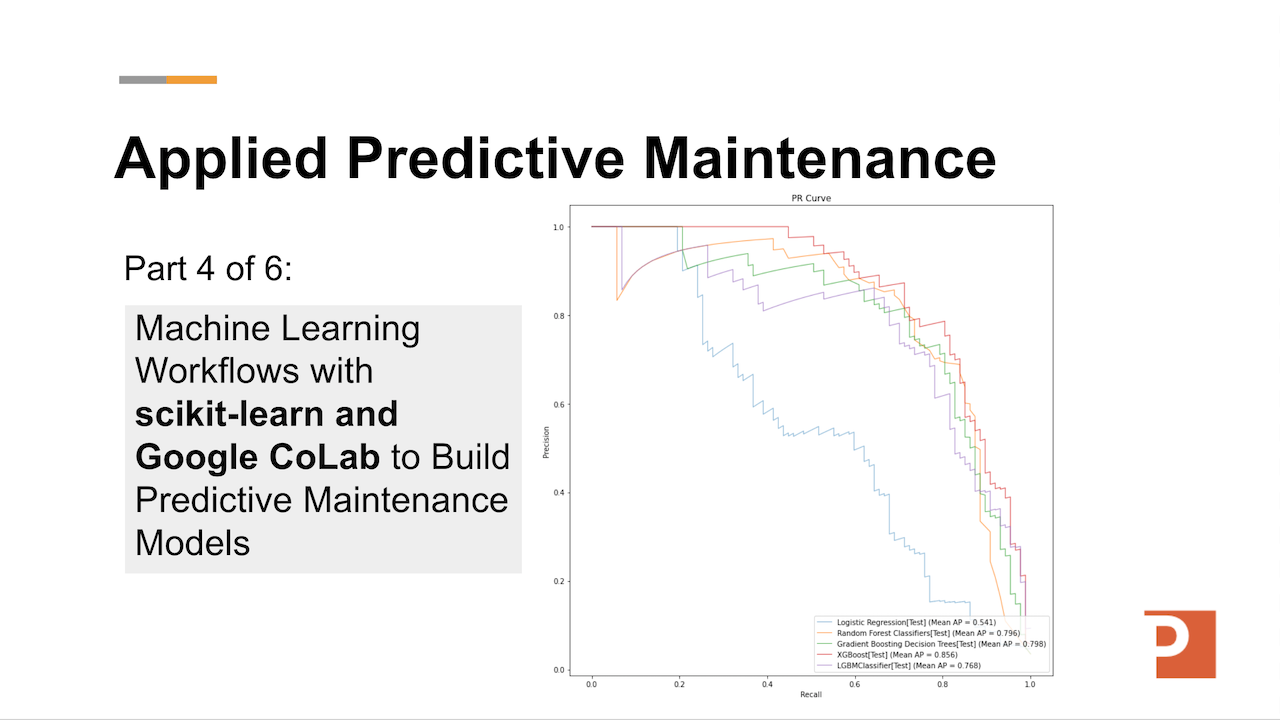 Applied Predictive Maintenance
Part 4 of 6:
Machine Learning
Workflows with
scikit-learn and
Google CoLab to Build
Predictive Maintenance
Models
PR Curve
1.0
0.8
0.6
0.4
0.2
0.0
Precision
Logistic Regression[Test] (Mean AP = 0.541)
Random Forest Classifiers[Test] (Mean AP = 0.796)
Gradient Boosting Decision Trees[Test] (Mean AP = 0.798)
XGBoost[Test] (Mean AP = 0.856)
LGBMClassifier[Test] (Mean AP = 0.768)
0.0 0.2 0.4 0.6 0.8 1.0
Recall
P